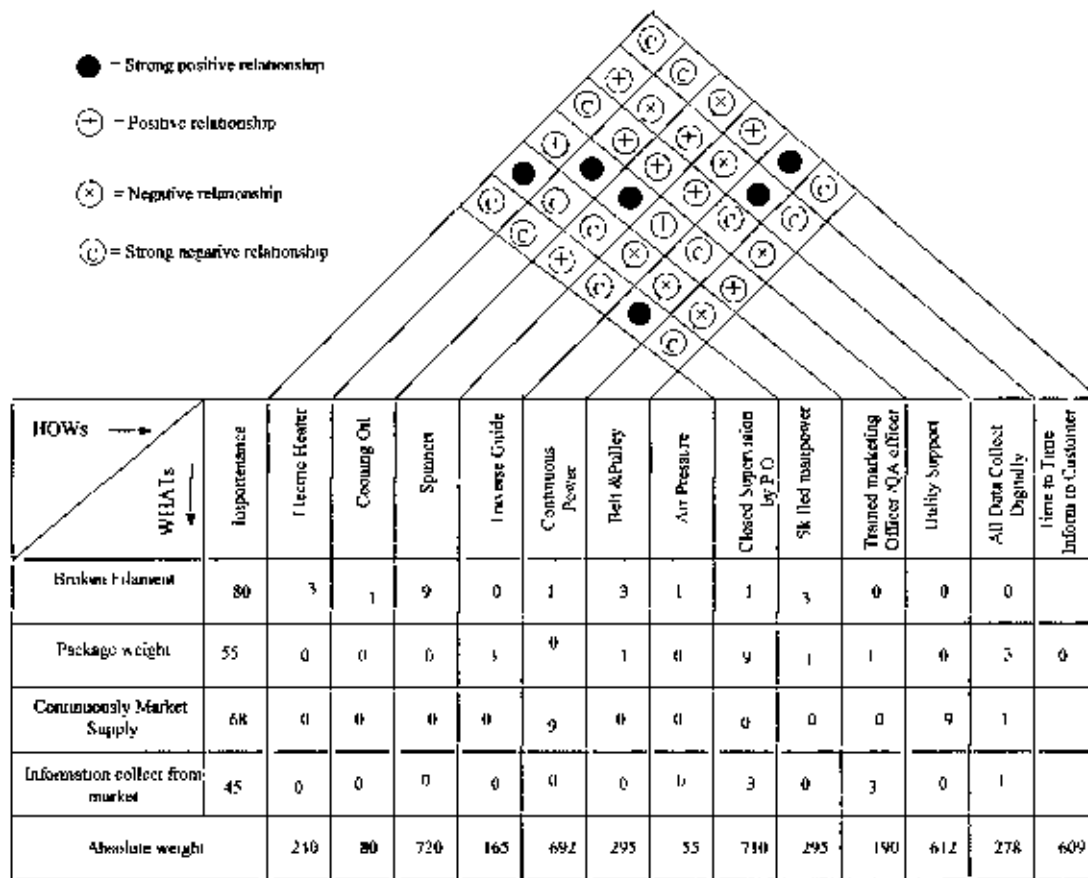 = Strong positive relationship
+ = Positive relationship
× = Negative relationship
C = Strong negative relationship
HOWs
WHATs
Importenance
Electric Heater
Cooning Oil
Spinners
Traverse Guide
Continuous
Power
Belt &Pulley
Air Pressure
Closed Supervision
by P.O
Skilled manpower
Trained marketing
Officer /QA officer
Utility Support
All Data Collect
Digitally
Time to Time
Inform to Customer
Broken Filament 80 3 1 9 0 1 3 1 1 3 0 0 0
Package weight 55 0 0 0 3 0 1 0 9 1 1 0 3 0
Continuously Market
Supply 68 0 0 0 0 9 0 0 0 0 0 9 1
Information collect from
market 45 0 0 0 0 0 0 0 3 0 3 0 1
Absolute weight 240 80 720 165 692 295 55 710 295 190 612 278 609